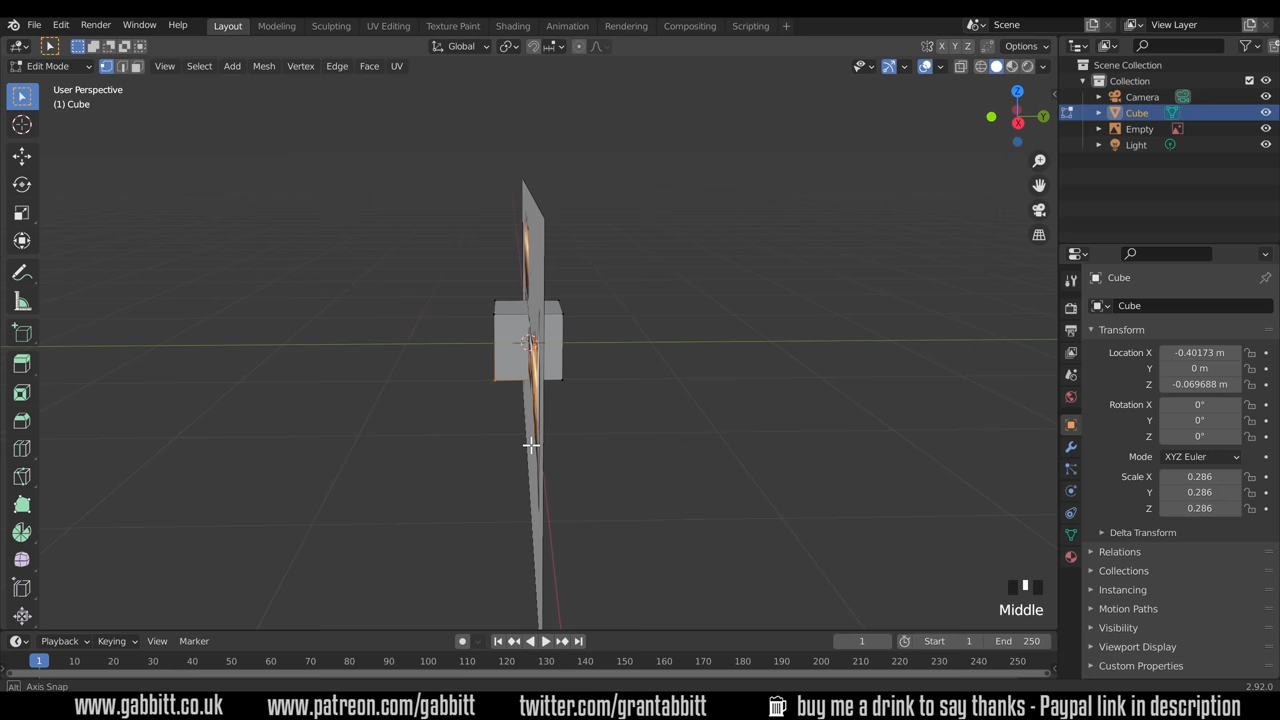 File Edit Render Window Help Layout Modeling Sculpting UV Editing Texture Paint Shading Animation Rendering Compositing Scripting + Scene View Layer
Global Options
Edit Mode View Select Add Mesh Vertex Edge Face UV
User Perspective
(1) Cube
Z
Y
X
Scene Collection
Collection
Camera
Cube
Empty
Light
Cube
Cube
Transform
Location X -0.40173 m
Y 0 m
Z -0.069688 m
Rotation X 0°
Y 0°
Z 0°
Mode XYZ Euler
Scale X 0.286
Y 0.286
Z 0.286
Delta Transform
Relations
Collections
Instancing
Motion Paths
Visibility
Viewport Display
Custom Properties
Middle
Playback Keying View Marker 1 Start 1 End 250
1 10 20 30 40 50 60 70 80 90 100 110 120 130 140 150 160 170 180 190 200 210 220 230 240 250
Alt Axis Snap 2.92.0
www.gabbitt.co.uk www.patreon.com/gabbitt twitter.com/grantabbitt buy me a drink to say thanks - Paypal link in description